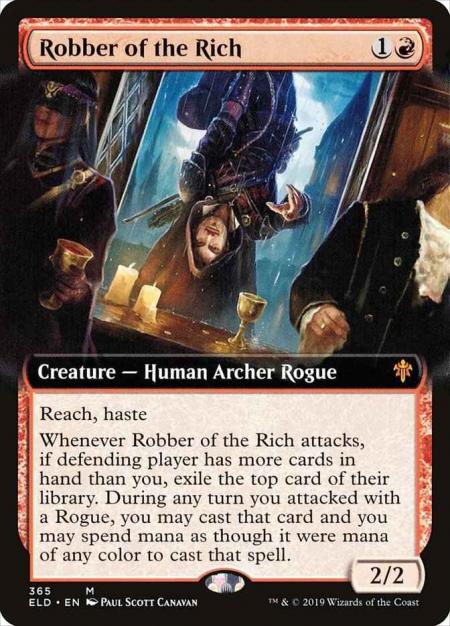 Robber of the Rich 1
Creature — Human Archer Rogue
Reach, haste
Whenever Robber of the Rich attacks,
if defending player has more cards in
hand than you, exile the top card of their
library. During any turn you attacked with
a Rogue, you may cast that card and you
may spend mana as though it were mana
of any color to cast that spell.
2/2
365 M
ELD • EN Paul Scott Canavan ™ & © 2019 Wizards of the Coast